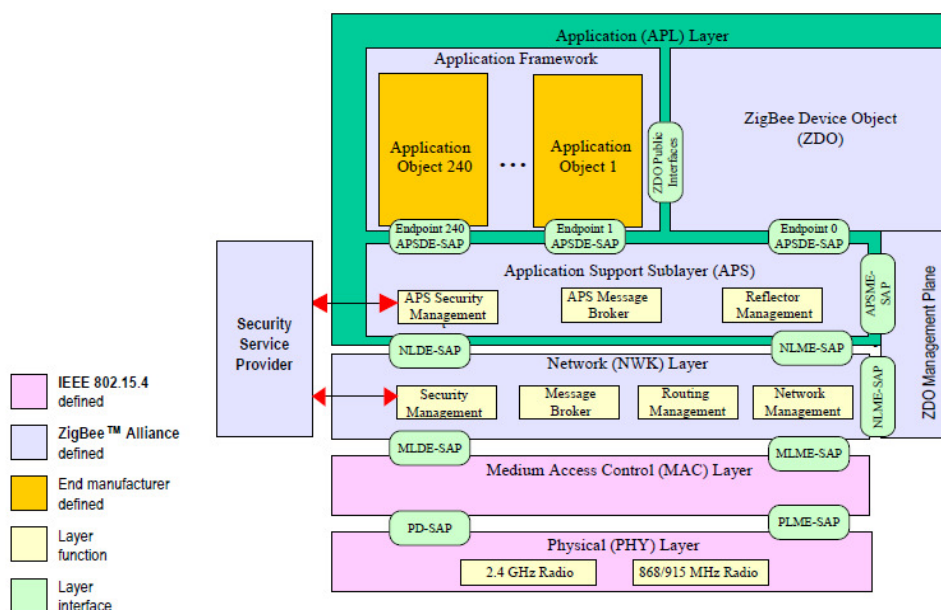 Application (APL) Layer
Application Framework
Application
Object 240
...
Application
Object 1
ZDO Public
Interfaces
ZigBee Device Object
(ZDO)
Endpoint 240
APSDE-SAP
Endpoint 1
APSDE-SAP
Endpoint 0
APSDE-SAP
Application Support Sublayer (APS)
APS Security
Management
APS Message
Broker
Reflector
Management
APSME-
SAP
Security
Service
Provider
ZDO Management Plane
NLDE-SAP
NLME-SAP
Network (NWK) Layer
Security
Management
Message
Broker
Routing
Management
Network
Management
NLME-SAP
MLDE-SAP
MLME-SAP
Medium Access Control (MAC) Layer
PD-SAP
PLME-SAP
Physical (PHY) Layer
2.4 GHz Radio
868/915 MHz Radio
IEEE 802.15.4
defined
ZigBee™ Alliance
defined
End manufacturer
defined
Layer
function
Layer
interface